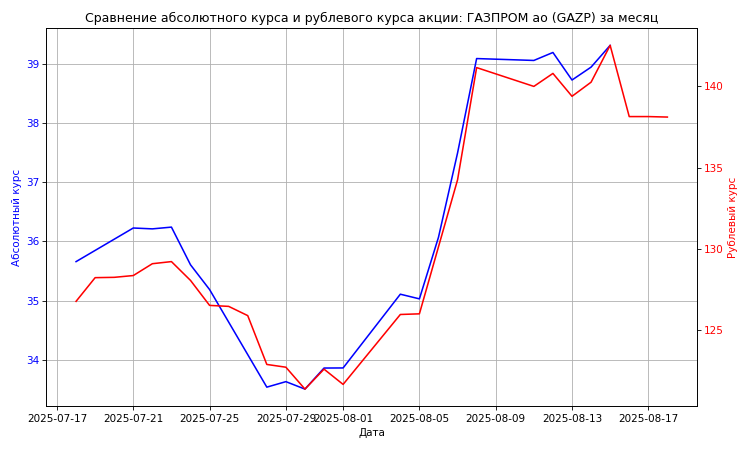 Сравнение абсолютного курса и рублевого курса акции: ГАЗПРОМ ао (GAZP) за месяц
39
38
37
36
35
34
Абсолютный курс
140
135
130
125
Рублевый курс
2025-07-17 2025-07-21 2025-07-25 2025-07-29 2025-08-01 2025-08-05 2025-08-09 2025-08-13 2025-08-17
Дата